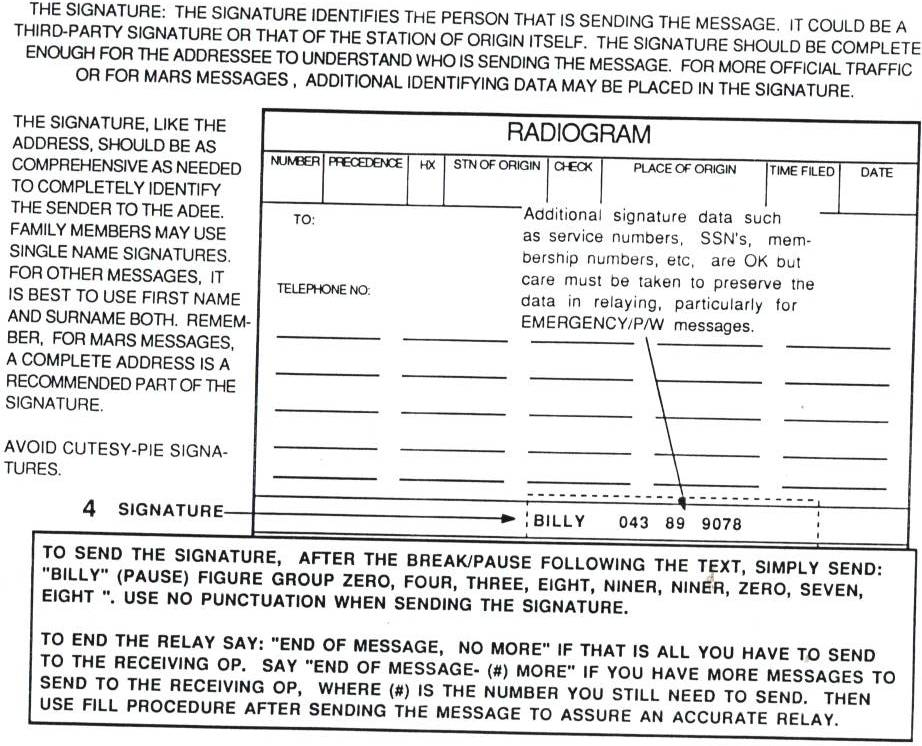 THE SIGNATURE: THE SIGNATURE IDENTIFIES THE PERSON THAT IS SENDING THE MESSAGE. IT COULD BE A
THIRD-PARTY SIGNATURE OR THAT OF THE STATION OF ORIGIN ITSELF. THE SIGNATURE SHOULD BE COMPLETE
ENOUGH FOR THE ADDRESSEE TO UNDERSTAND WHO IS SENDING THE MESSAGE. FOR MORE OFFICIAL TRAFFIC
OR FOR MARS MESSAGES , ADDITIONAL IDENTIFYING DATA MAY BE PLACED IN THE SIGNATURE.
THE SIGNATURE, LIKE THE
ADDRESS, SHOULD BE AS
COMPREHENSIVE AS NEEDED
TO COMPLETELY IDENTIFY
THE SENDER TO THE ADEE.
FAMILY MEMBERS MAY USE
SINGLE NAME SIGNATURES.
FOR OTHER MESSAGES, IT
IS BEST TO USE FIRST NAME
AND SURNAME BOTH. REMEM-
BER, FOR MARS MESSAGES,
A COMPLETE ADDRESS IS A
RECOMMENDED PART OF THE
SIGNATURE.
AVOID CUTESY-PIE SIGNA-
TURES.
RADIOGRAM
NUMBER PRECEDENCE HX STN OF ORIGIN CHECK PLACE OF ORIGIN TIME FILED DATE
TO:
TELEPHONE NO:
Additional signature data such
as service numbers, SSN's, mem-
bership numbers, etc, are OK but
care must be taken to preserve the
data in relaying, particularly for
EMERGENCY/P/W messages.
4 SIGNATURE
BILLY 043 89 9078
TO SEND THE SIGNATURE, AFTER THE BREAK/PAUSE FOLLOWING THE TEXT, SIMPLY SEND:
"BILLY" (PAUSE) FIGURE GROUP ZERO, FOUR, THREE, EIGHT, NINER, NINER, ZERO, SEVEN,
EIGHT ". USE NO PUNCTUATION WHEN SENDING THE SIGNATURE.
TO END THE RELAY SAY: "END OF MESSAGE, NO MORE" IF THAT IS ALL YOU HAVE TO SEND
TO THE RECEIVING OP. SAY "END OF MESSAGE- (#) MORE" IF YOU HAVE MORE MESSAGES TO
SEND TO THE RECEIVING OP, WHERE (#) IS THE NUMBER YOU STILL NEED TO SEND. THEN
USE FILL PROCEDURE AFTER SENDING THE MESSAGE TO ASSURE AN ACCURATE RELAY.